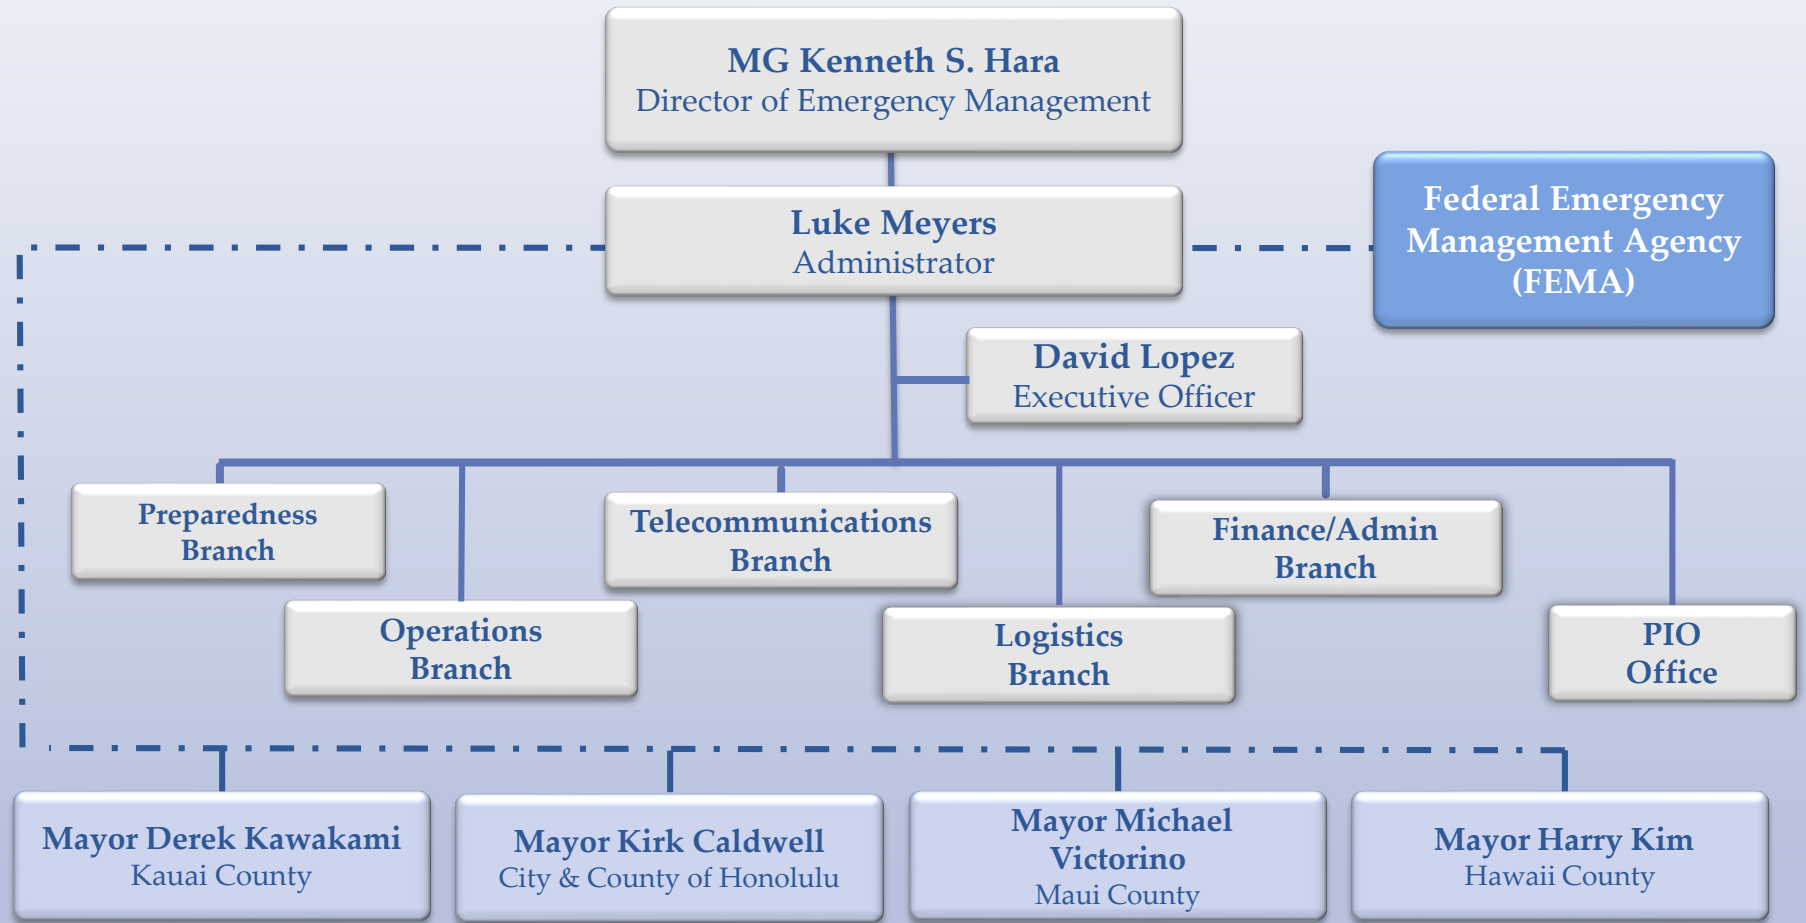 MG Kenneth S. Hara
Director of Emergency Management
Luke Meyers
Administrator
Federal Emergency
Management Agency
(FEMA)
David Lopez
Executive Officer
Preparedness
Branch
Telecommunications
Branch
Finance/Admin
Branch
Operations
Branch
Logistics
Branch
PIO
Office
Mayor Derek Kawakami
Kauai County
Mayor Kirk Caldwell
City & County of Honolulu
Mayor Michael
Victorino
Maui County
Mayor Harry Kim
Hawaii County